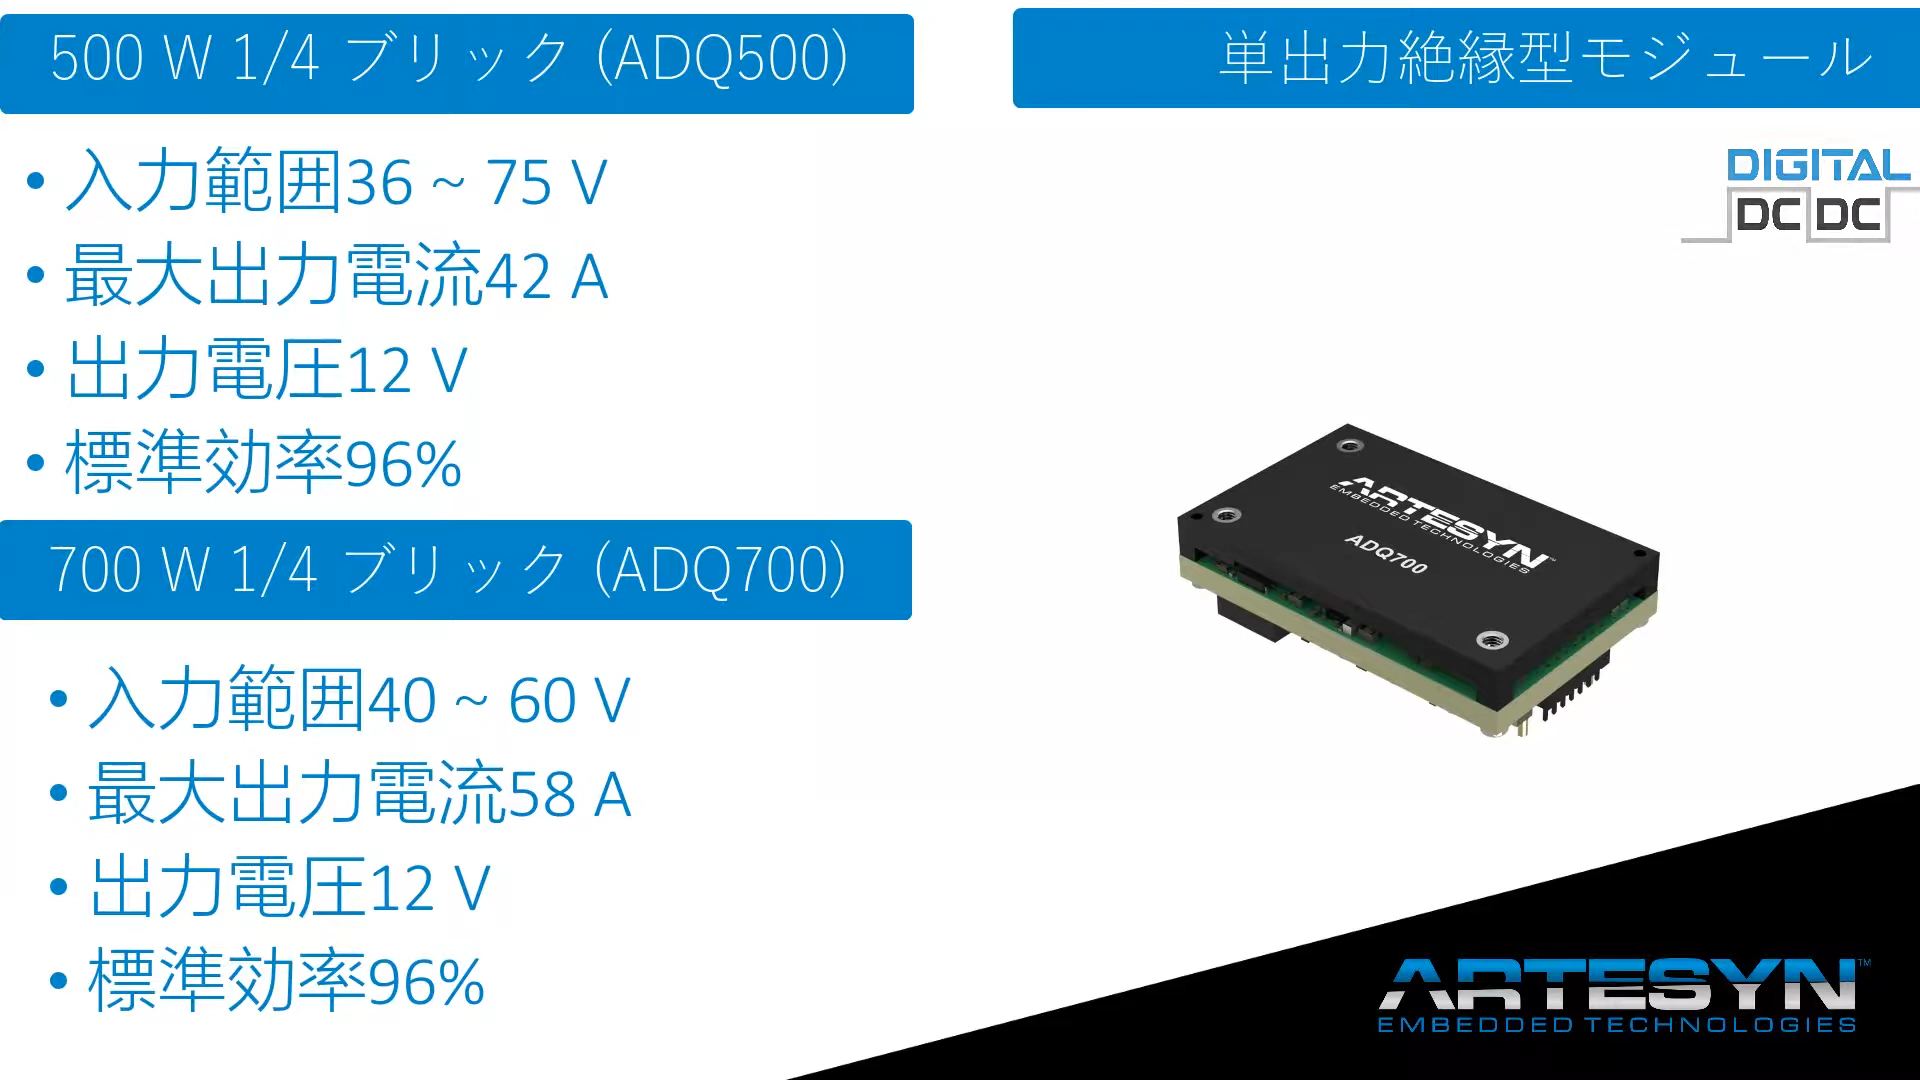 500 W 1/4 ブリック (ADQ500)
• 入力範囲36 ~ 75 V
• 最大出力電流42 A
• 出力電圧12 V
• 標準効率96%
700 W 1/4 ブリック (ADQ700)
• 入力範囲40 ~ 60 V
• 最大出力電流58 A
• 出力電圧12 V
• 標準効率96%
単出力絶縁型モジュール
DIGITAL
DC DC
ARTESYN™
EMBEDDED TECHNOLOGIES
ADQ700
ARTESYN™
EMBEDDED TECHNOLOGIES